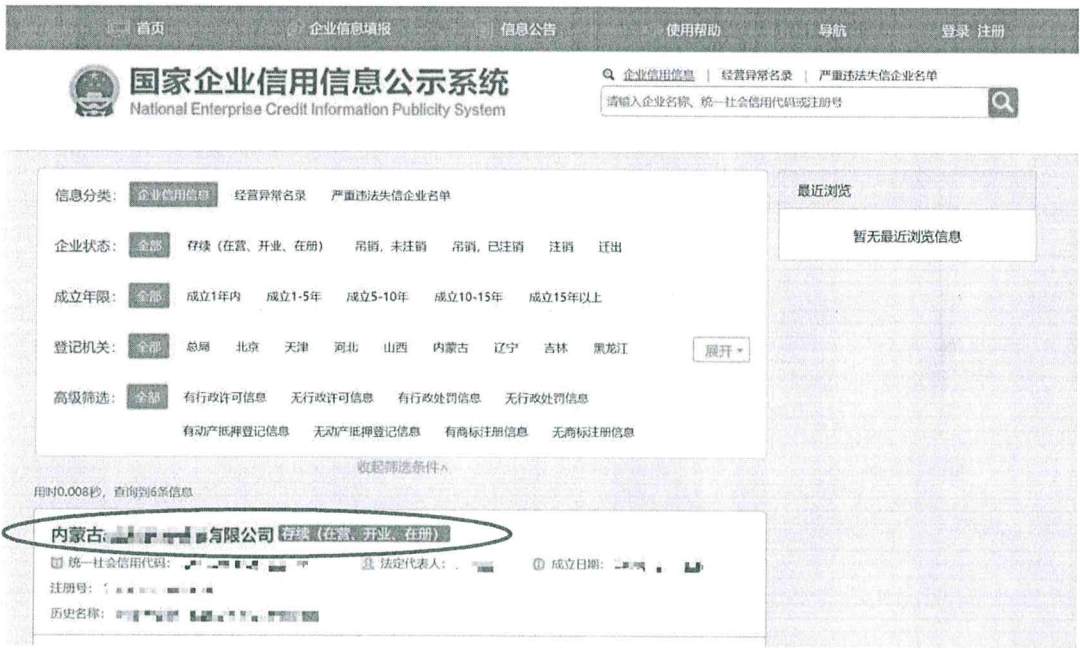 首页 企业信息填报 信息公告 使用帮助 导航 登录 注册
国家企业信用信息公示系统
National Enterprise Credit Information Publicity System
企业信用信息 | 经营异常名录 | 严重违法失信企业名单
请输入企业名称、统一社会信用代码或注册号
信息分类: 企业信用信息 经营异常名录 严重违法失信企业名单
企业状态: 全部 存续（在营、开业、在册） 吊销，未注销 吊销，已注销 注销 迁出
成立年限: 全部 成立1年内 成立1-5年 成立5-10年 成立10-15年 成立15年以上
登记机关: 全部 总局 北京 天津 河北 山西 内蒙古 辽宁 吉林 黑龙江 展开
高级筛选: 全部 有行政许可信息 无行政许可信息 有行政处罚信息 无行政处罚信息
有动产抵押登记信息 无动产抵押登记信息 有商标注册信息 无商标注册信息
收起筛选条件
最近浏览
暂无最近浏览信息
用时0.008秒，查询到6条信息
内蒙古 有限公司 存续（在营、开业、在册）
统一社会信用代码: 法定代表人: 成立日期:
注册号:
历史名称: